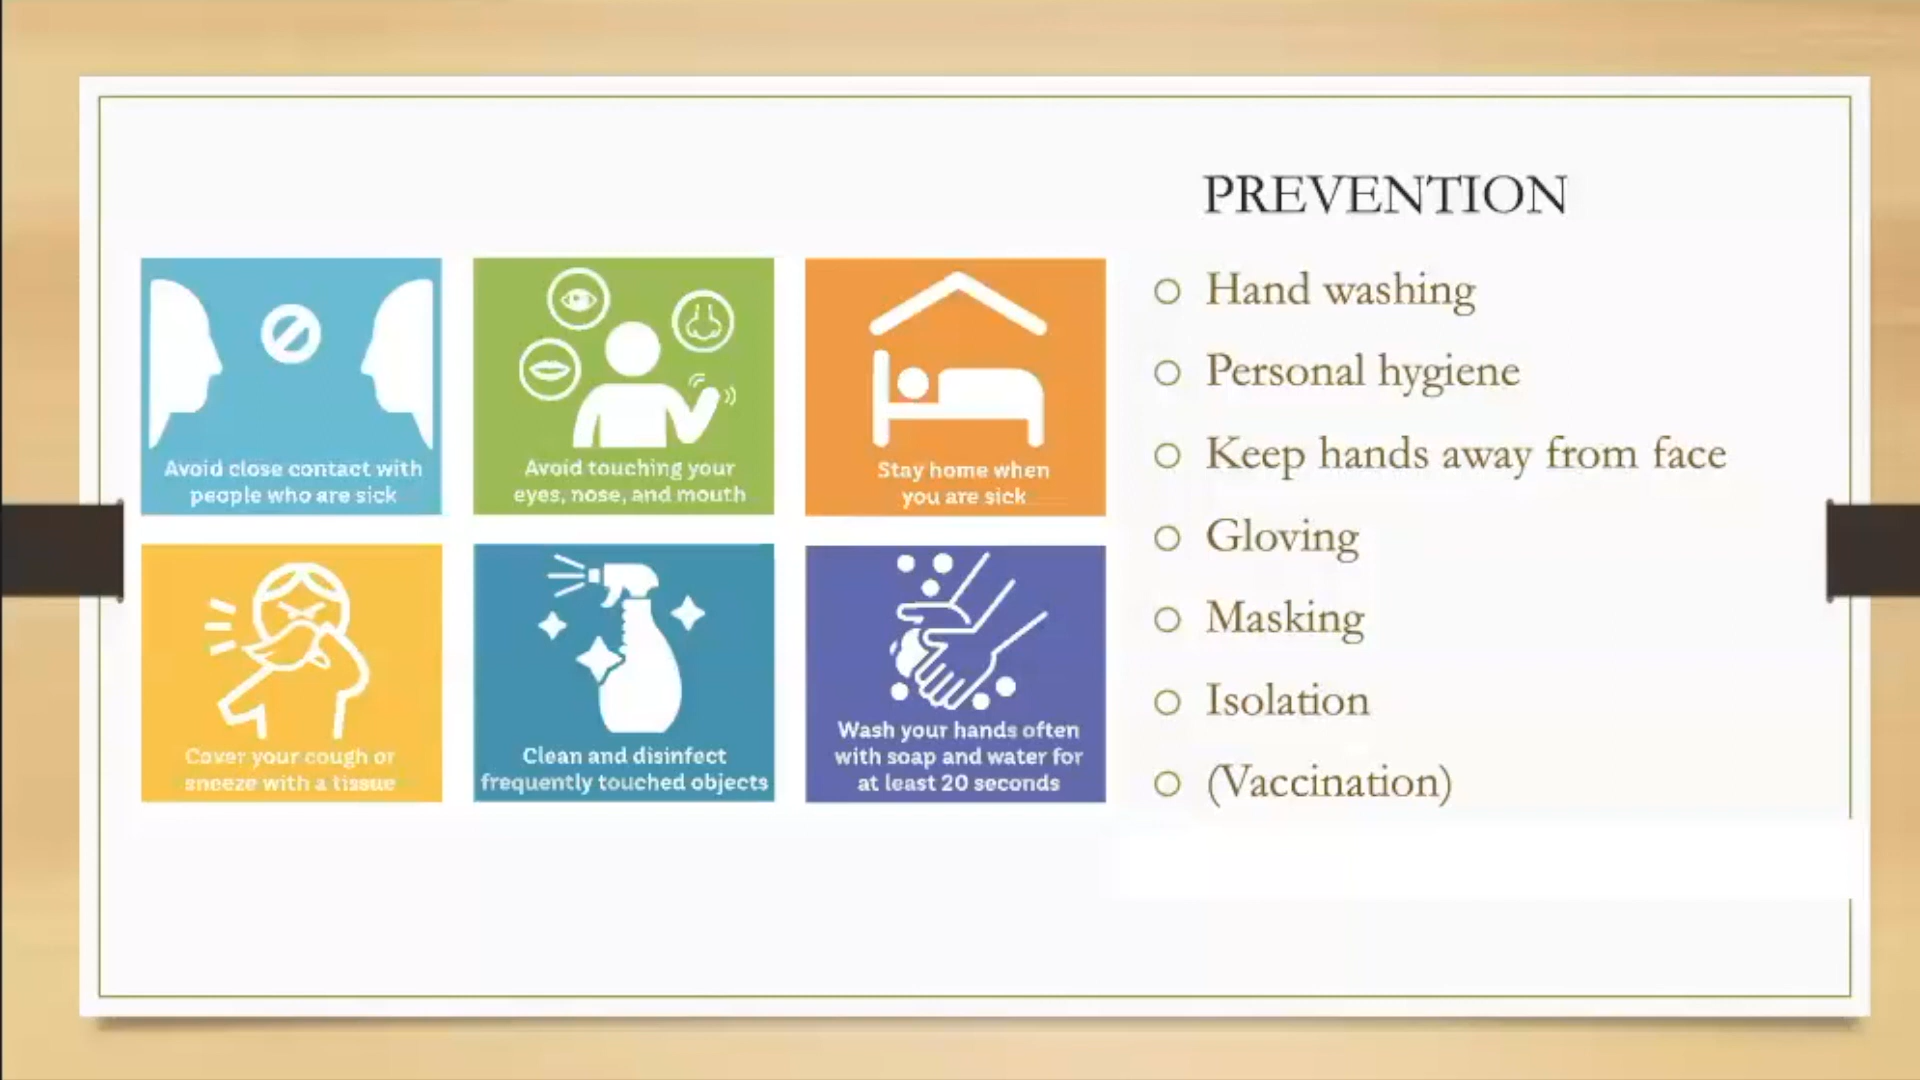 PREVENTION
Avoid close contact with
people who are sick
Avoid touching your
eyes, nose, and mouth
Stay home when
you are sick
Cover your cough or
sneeze with a tissue
Clean and disinfect
frequently touched objects
Wash your hands often
with soap and water for
at least 20 seconds
Hand washing
Personal hygiene
Keep hands away from face
Gloving
Masking
Isolation
(Vaccination)